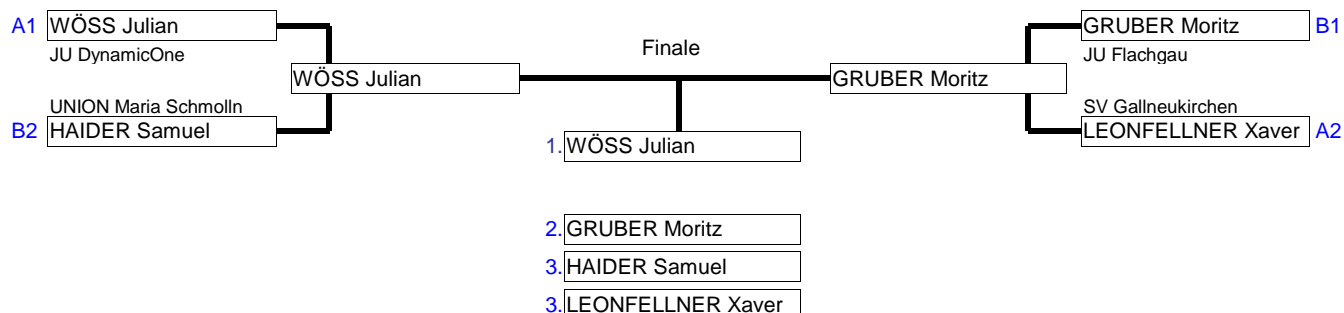 A1 WÖSS Julian
JU DynamicOne
WÖSS Julian
UNION Maria Schmolln
B2 HAIDER Samuel
Finale
GRUBER Moritz B1
JU Flachgau
GRUBER Moritz
SV Gallneukirchen
LEONFELLNER Xaver A2
1. WÖSS Julian
2. GRUBER Moritz
3. HAIDER Samuel
3. LEONFELLNER Xaver